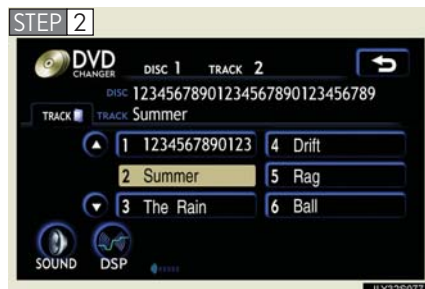 STEP 2
DVD
CHANGER
DISC 1 TRACK 2
DISC 12345678901234567890123456789
TRACK
TRACK Summer
1 1234567890123
4 Drift
2 Summer
5 Rag
3 The Rain
6 Ball
SOUND
DSP